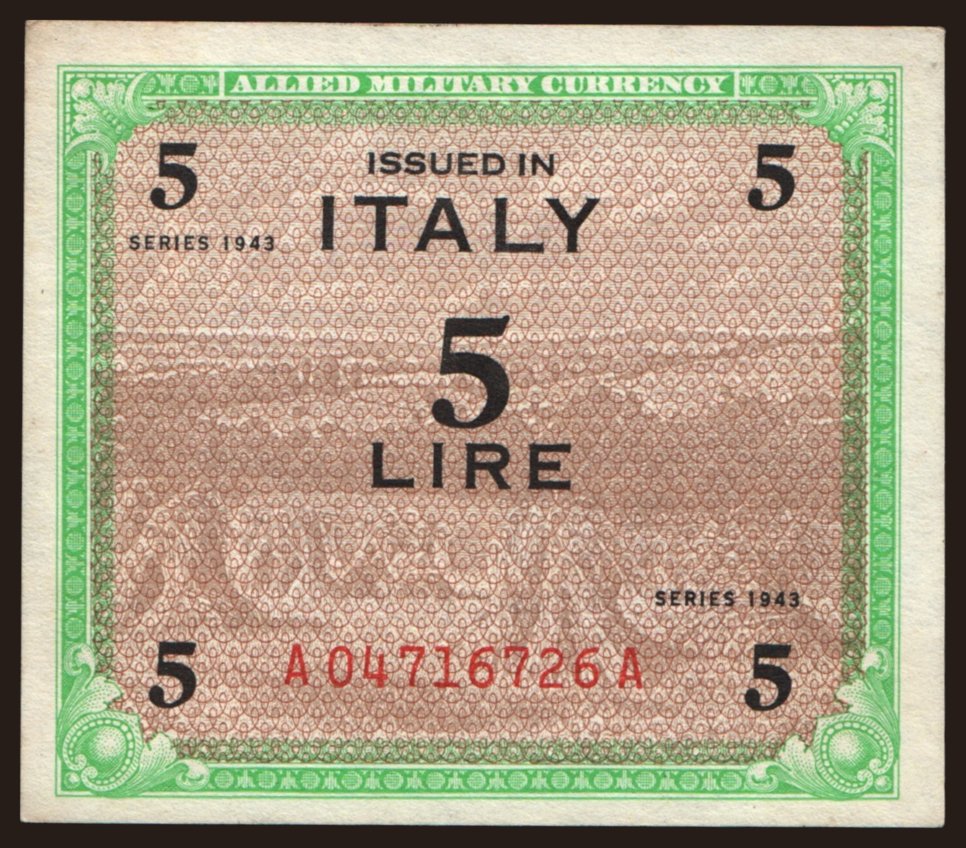 ALLIED MILITARY CURRENCY
5 ISSUED IN 5
ITALY
SERIES 1943
5
LIRE
SERIES 1943
5 A04716726A 5